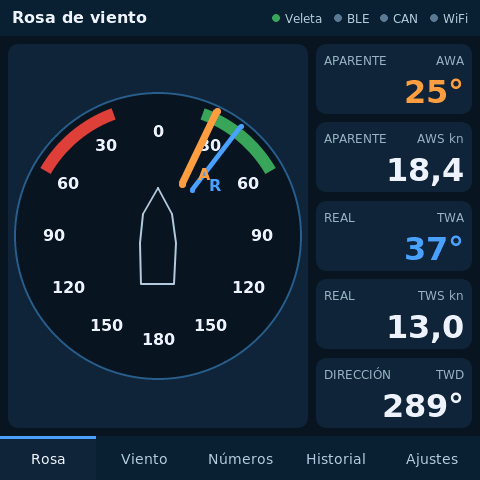 Rosa de viento
Veleta BLE CAN WiFi
0
30 30
60 60
90 90
120 120
150 150
180
A
R
APARENTE AWA
25°
APARENTE AWS kn
18,4
REAL TWA
37°
REAL TWS kn
13,0
DIRECCIÓN TWD
289°
Rosa Viento Números Historial Ajustes